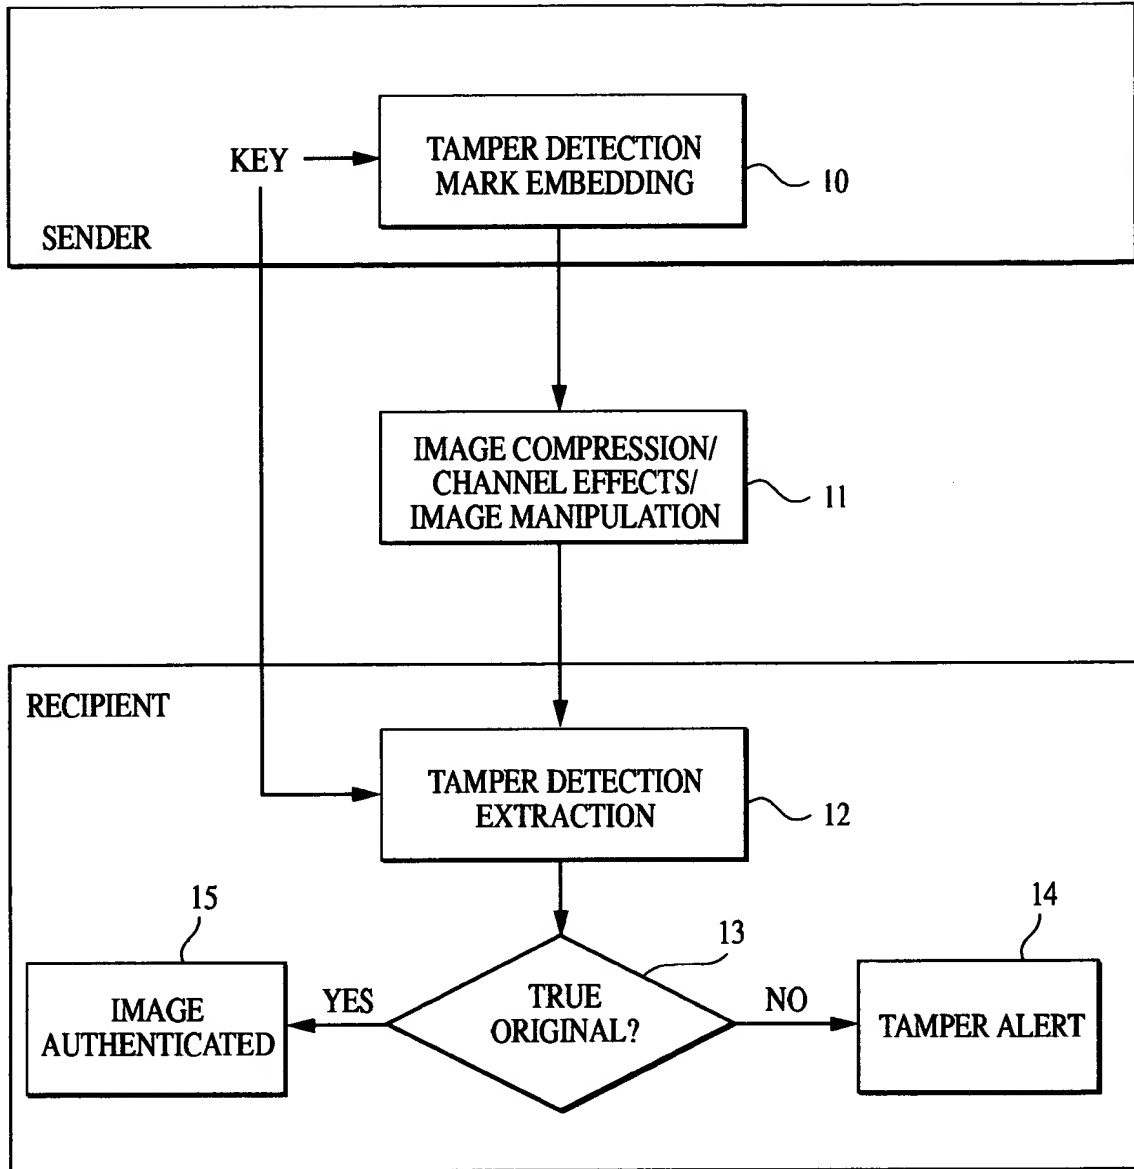 TAMPER DETECTION
MARK EMBEDDING
KEY
10
SENDER
IMAGE COMPRESSION/
CHANNEL EFFECTS/
IMAGE MANIPULATION
11
RECIPIENT
TAMPER DETECTION
EXTRACTION
12
15
13
14
IMAGE
AUTHENTICATED
YES
TRUE
ORIGINAL?
NO
TAMPER ALERT